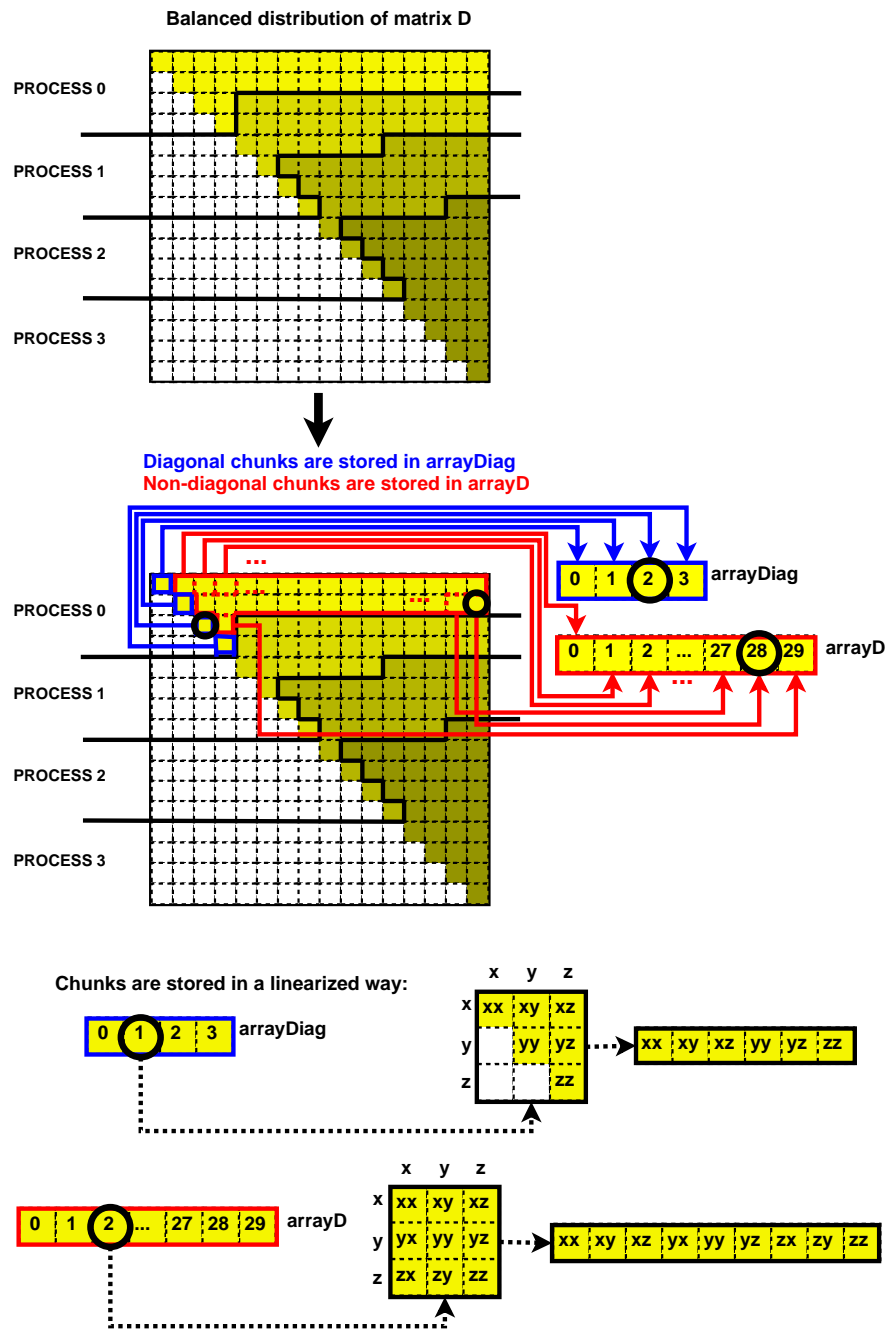 Balanced distribution of matrix D
PROCESS 0
PROCESS 1
PROCESS 2
PROCESS 3
Diagonal chunks are stored in arrayDiag
Non-diagonal chunks are stored in arrayD
...
0 1 2 3 arrayDiag
...
... ...
PROCESS 0
0 1 2 ... 27 28 29 arrayD
...
PROCESS 1
PROCESS 2
PROCESS 3
Chunks are stored in a linearized way:
0 1 2 3 arrayDiag
x y z
x xx xy xz
y yy yz
z zz
xx xy xz yy yz zz
0 1 2 ... 27 28 29 arrayD
x y z
x xx xy xz
y yx yy yz
z zx zy zz
xx xy xz yx yy yz zx zy zz